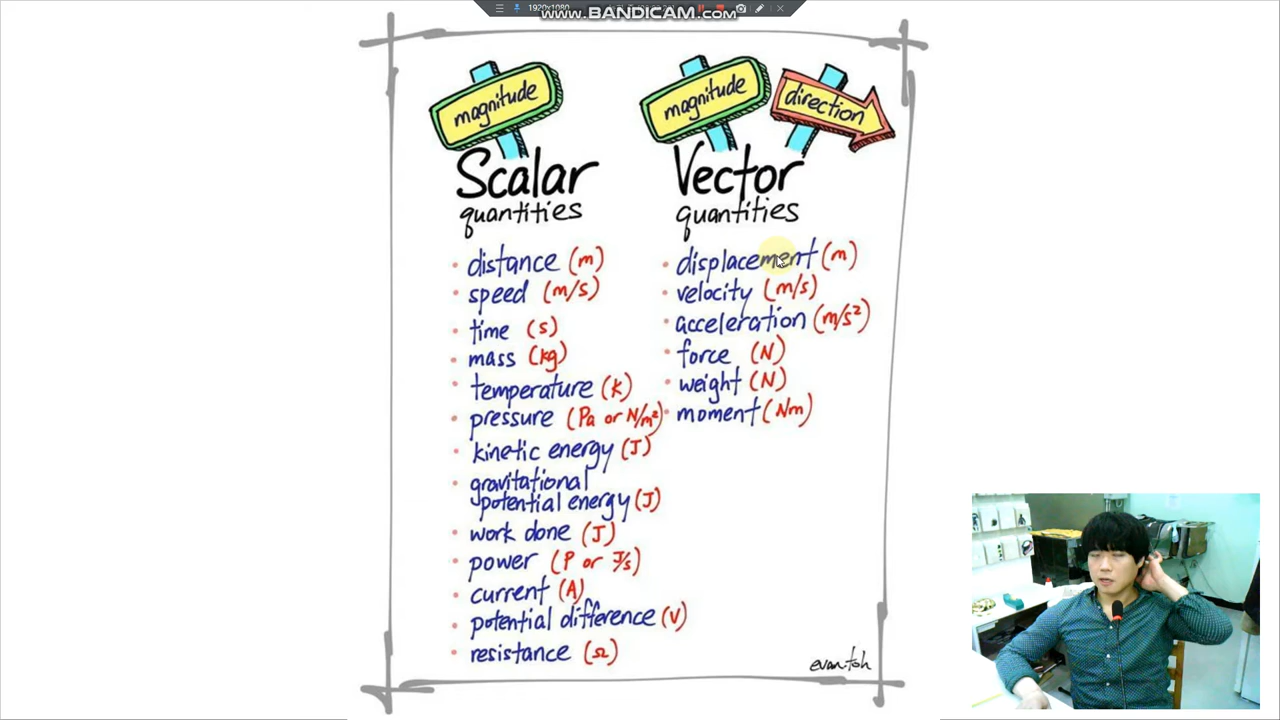 1920x1080
www.BANDICAM.com
magnitude
Scalar
quantities
distance (m)
speed (m/s)
time (s)
mass (kg)
temperature (K)
pressure (Pa or N/m²)
kinetic energy (J)
gravitational
potential energy (J)
work done (J)
power (P or J/s)
current (A)
potential difference (V)
resistance (Ω)
magnitude
direction
Vector
quantities
displacement (m)
velocity (m/s)
acceleration (m/s²)
force (N)
weight (N)
moment (Nm)
evantoh